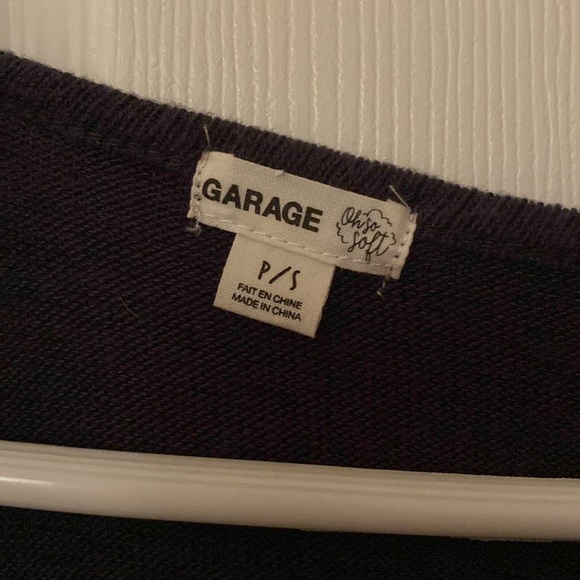 GARAGE
Oh so
soft
P/S
FAIT EN CHINE
MADE IN CHINA